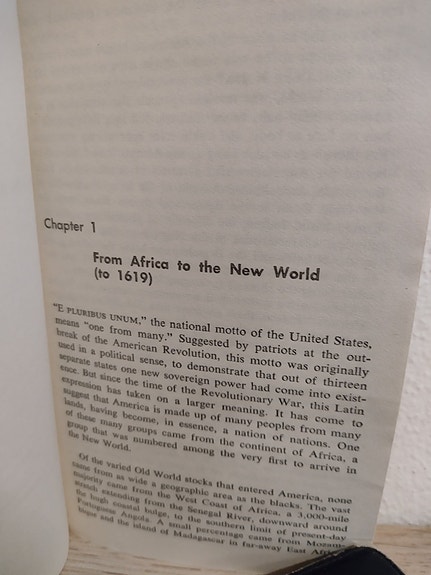 Chapter 1
From Africa to the New World
(to 1619)
"E PLURIBUS UNUM," the national motto of the United States,
means "one from many." Suggested by patriots at the out-
break of the American Revolution, this motto was originally
used in a political sense, to demonstrate that out of thirteen
separate states one new sovereign power had come into exist-
ence. But since the time of the Revolutionary War, this Latin
expression has taken on a larger meaning. It has come to
suggest that America is made up of many peoples from many
lands, having become, in essence, a nation of nations. One
of these many groups came from the continent of Africa, a
group that was numbered among the very first to arrive in
the New World.
Of the varied Old World stocks that entered America, none
came from as wide a geographic area as the blacks. The vast
majority came from the West Coast of Africa, a 3,000-mile
stretch extending from the Senegal River, downward around
the huge coastal bulge, to the southern limit of present-day
Portuguese Angola. A small percentage came from Mozam-
bique and the island of Madagascar in far-away East